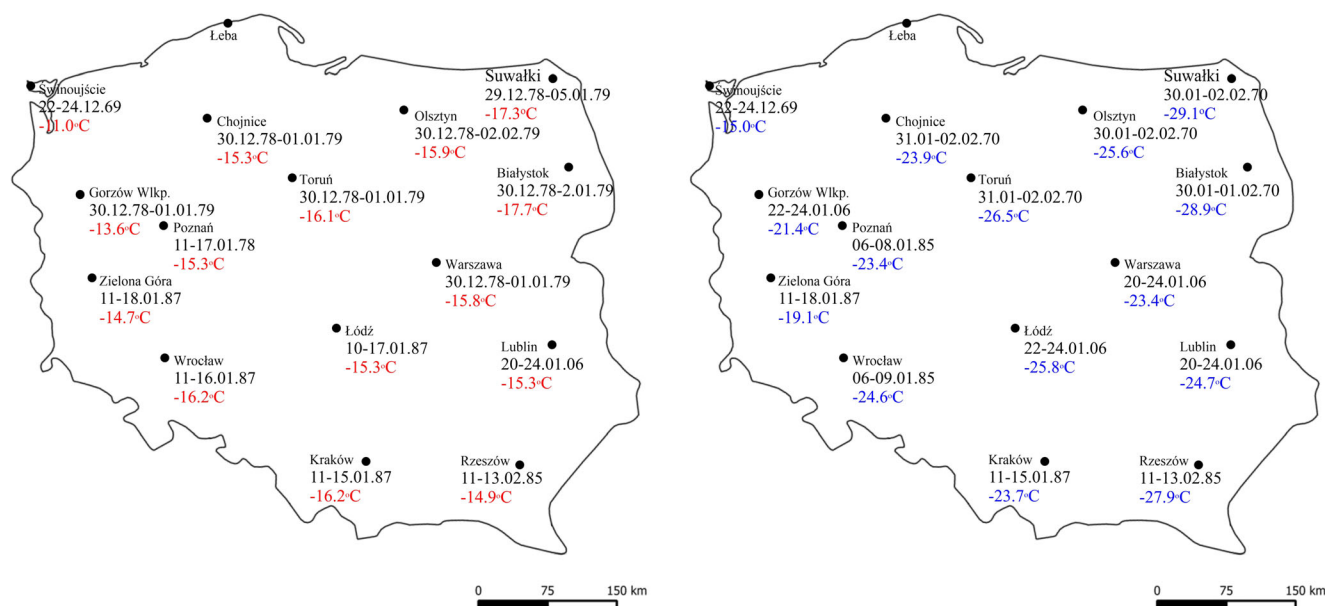 Łeba
Świnoujście
22-24.12.69
-11.0°C
Suwałki
29.12.78-05.01.79
-17.3°C
Chojnice
30.12.78-01.01.79
-15.3°C
Olsztyn
30.12.78-02.02.79
-15.9°C
Białystok
30.12.78-2.01.79
-17.7°C
Toruń
30.12.78-01.01.79
-16.1°C
Gorzów Wlkp.
30.12.78-01.01.79
-13.6°C
Poznań
11-17.01.78
-15.3°C
Warszawa
30.12.78-01.01.79
-15.8°C
Zielona Góra
11-18.01.87
-14.7°C
Łódź
10-17.01.87
-15.3°C
Lublin
20-24.01.06
-15.3°C
Wrocław
11-16.01.87
-16.2°C
Kraków
11-15.01.87
-16.2°C
Rzeszów
11-13.02.85
-14.9°C
0 75 150 km
Łeba
Świnoujście
22-24.12.69
-15.0°C
Suwałki
30.01-02.02.70
-29.1°C
Chojnice
31.01-02.02.70
-23.9°C
Olsztyn
30.01-02.02.70
-25.6°C
Białystok
30.01-01.02.70
-28.9°C
Toruń
31.01-02.02.70
-26.5°C
Gorzów Wlkp.
22-24.01.06
-21.4°C
Poznań
06-08.01.85
-23.4°C
Warszawa
20-24.01.06
-23.4°C
Zielona Góra
11-18.01.87
-19.1°C
Łódź
22-24.01.06
-25.8°C
Lublin
20-24.01.06
-24.7°C
Wrocław
06-09.01.85
-24.6°C
Kraków
11-15.01.87
-23.7°C
Rzeszów
11-13.02.85
-27.9°C
0 75 150 km